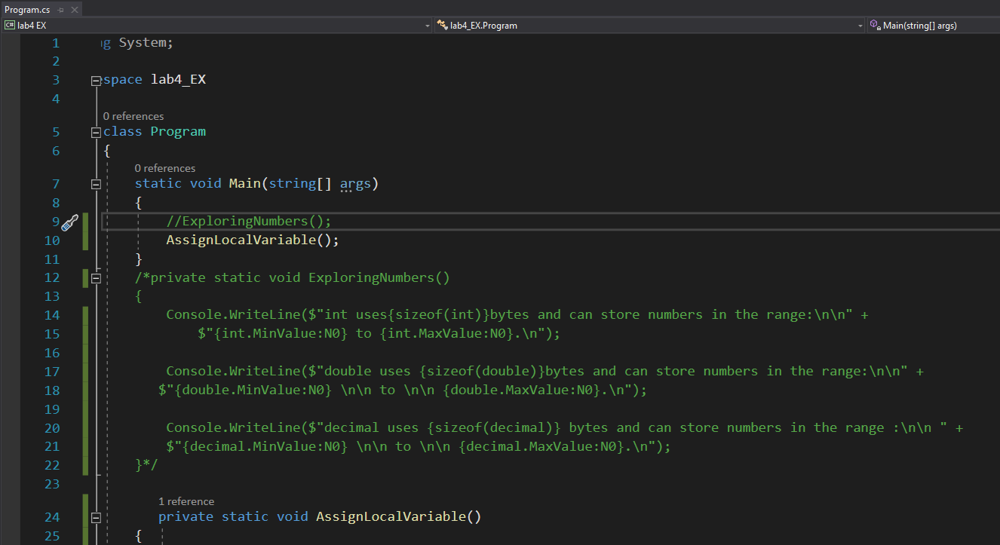 Program.cs
C# lab4 EX lab4_EX.Program Main(string[] args)
1 ng System;
2
3 espace lab4_EX
4
0 references
5 class Program
6 {
0 references
7 static void Main(string[] args)
8 {
9 //ExploringNumbers();
10 AssignLocalVariable();
11 }
12 /*private static void ExploringNumbers()
13 {
14 Console.WriteLine($"int uses{sizeof(int)}bytes and can store numbers in the range:\n\n" +
15 $"{int.MinValue:N0} to {int.MaxValue:N0}.\n");
16
17 Console.WriteLine($"double uses {sizeof(double)}bytes and can store numbers in the range:\n\n" +
18 $"{double.MinValue:N0} \n\n to \n\n {double.MaxValue:N0}.\n");
19
20 Console.WriteLine($"decimal uses {sizeof(decimal)} bytes and can store numbers in the range :\n\n " +
21 $"{decimal.MinValue:N0} \n\n to \n\n {decimal.MaxValue:N0}.\n");
22 }*/
23
1 reference
24 private static void AssignLocalVariable()
25 {